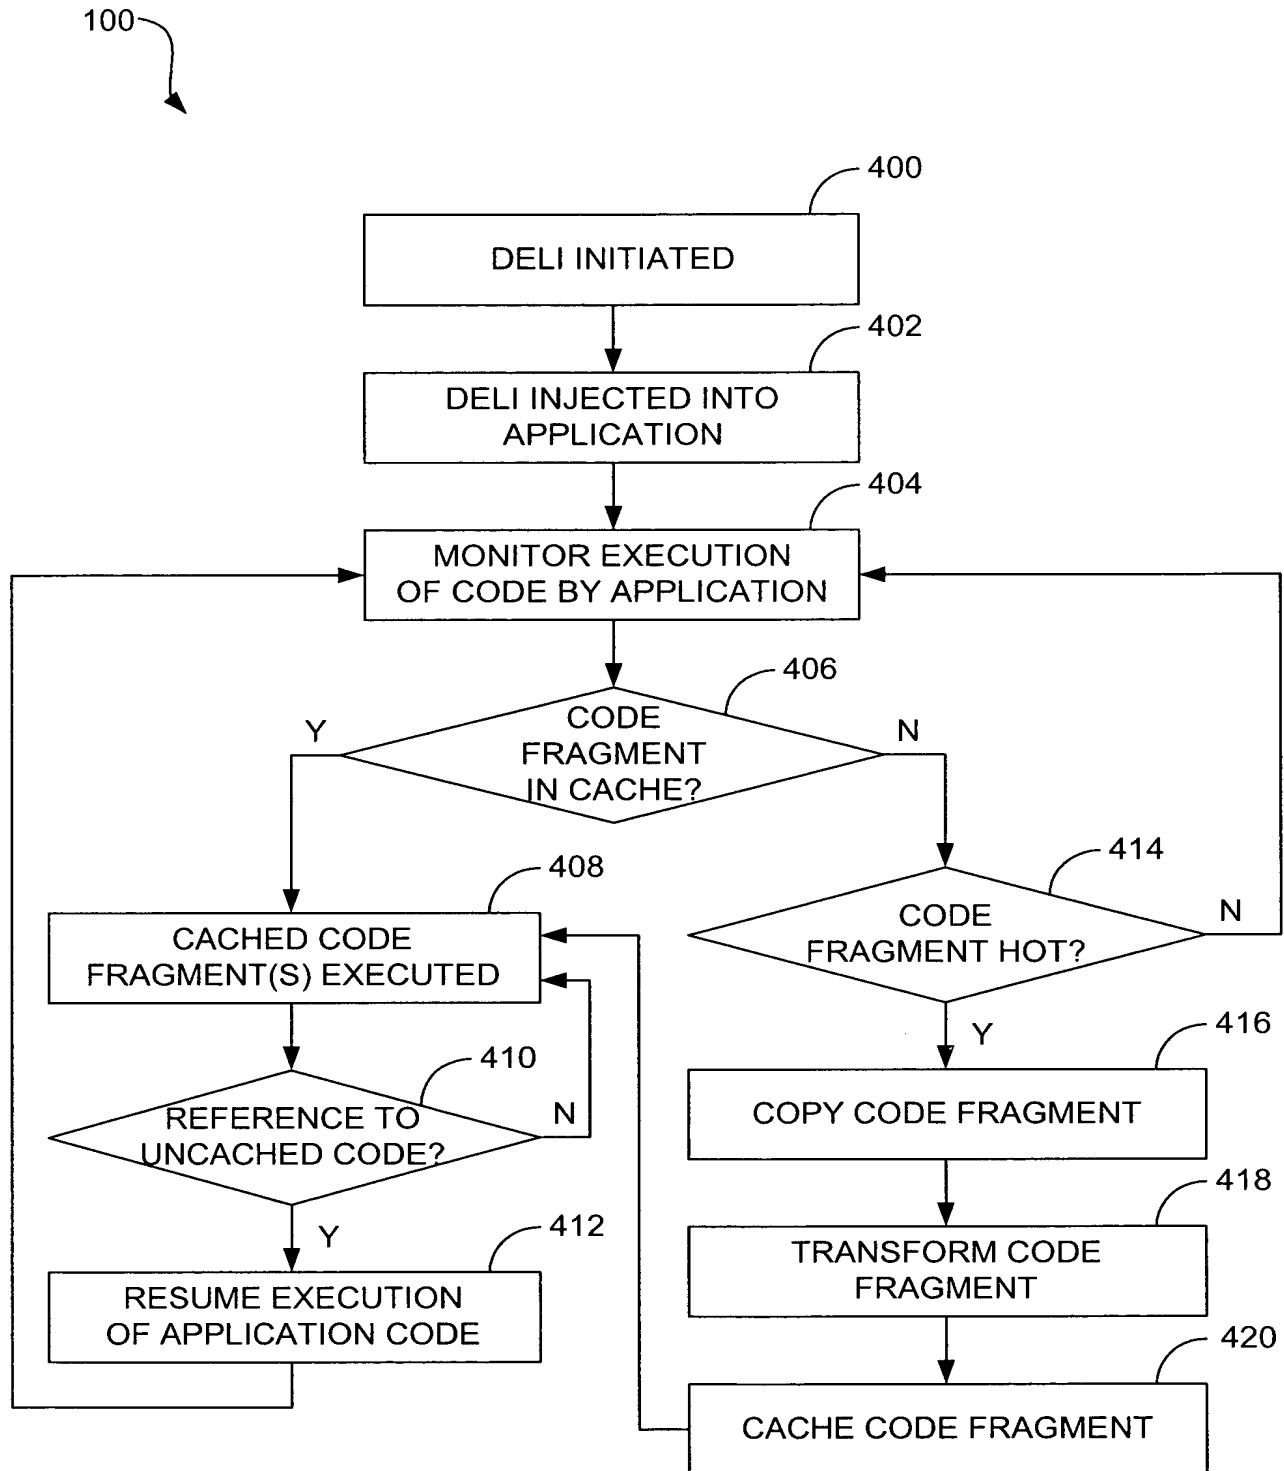 100
400
DELI INITIATED
402
DELI INJECTED INTO
APPLICATION
404
MONITOR EXECUTION
OF CODE BY APPLICATION
406
CODE
FRAGMENT
IN CACHE?
Y
N
408
CACHED CODE
FRAGMENT(S) EXECUTED
414
CODE
FRAGMENT HOT?
N
Y
410
REFERENCE TO
UNCACHED CODE?
N
Y
416
COPY CODE FRAGMENT
412
RESUME EXECUTION
OF APPLICATION CODE
418
TRANSFORM CODE
FRAGMENT
420
CACHE CODE FRAGMENT